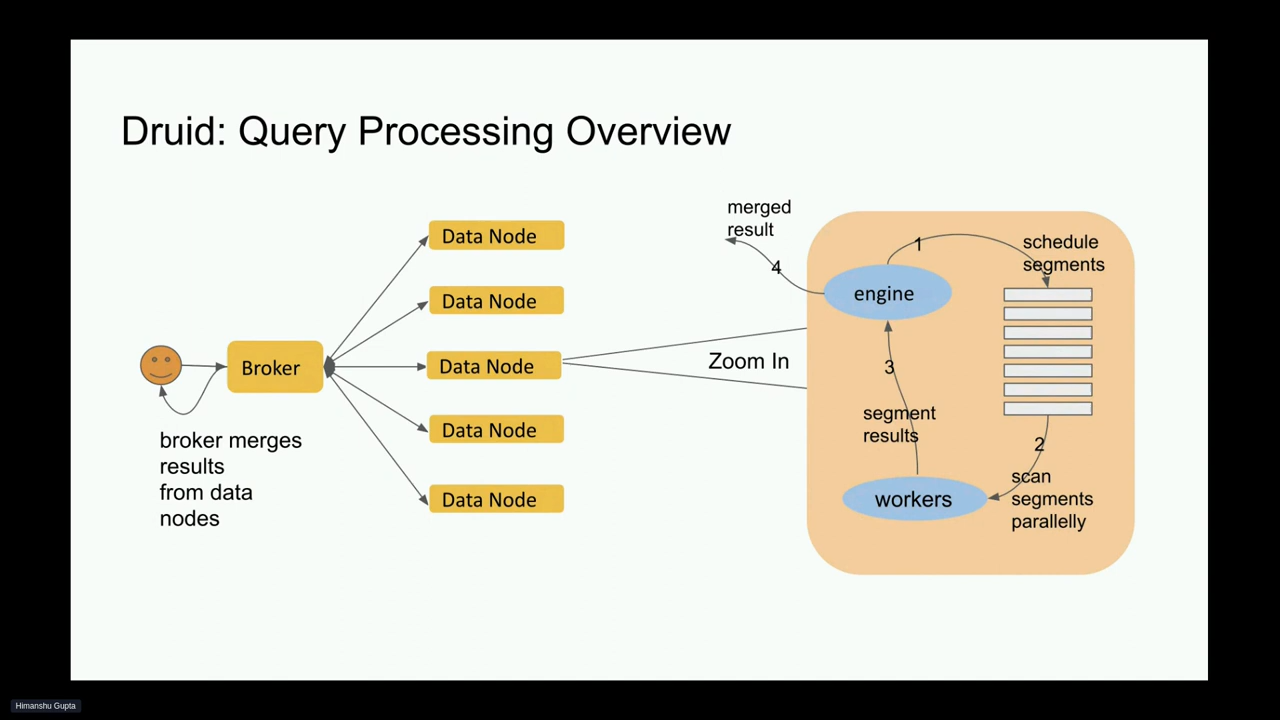 Druid: Query Processing Overview
Broker
broker merges
results
from data
nodes
Data Node
Data Node
Data Node
Data Node
Data Node
Zoom In
merged
result
4
engine
1
schedule
segments
2
scan
segments
parallelly
workers
3
segment
results
Himanshu Gupta